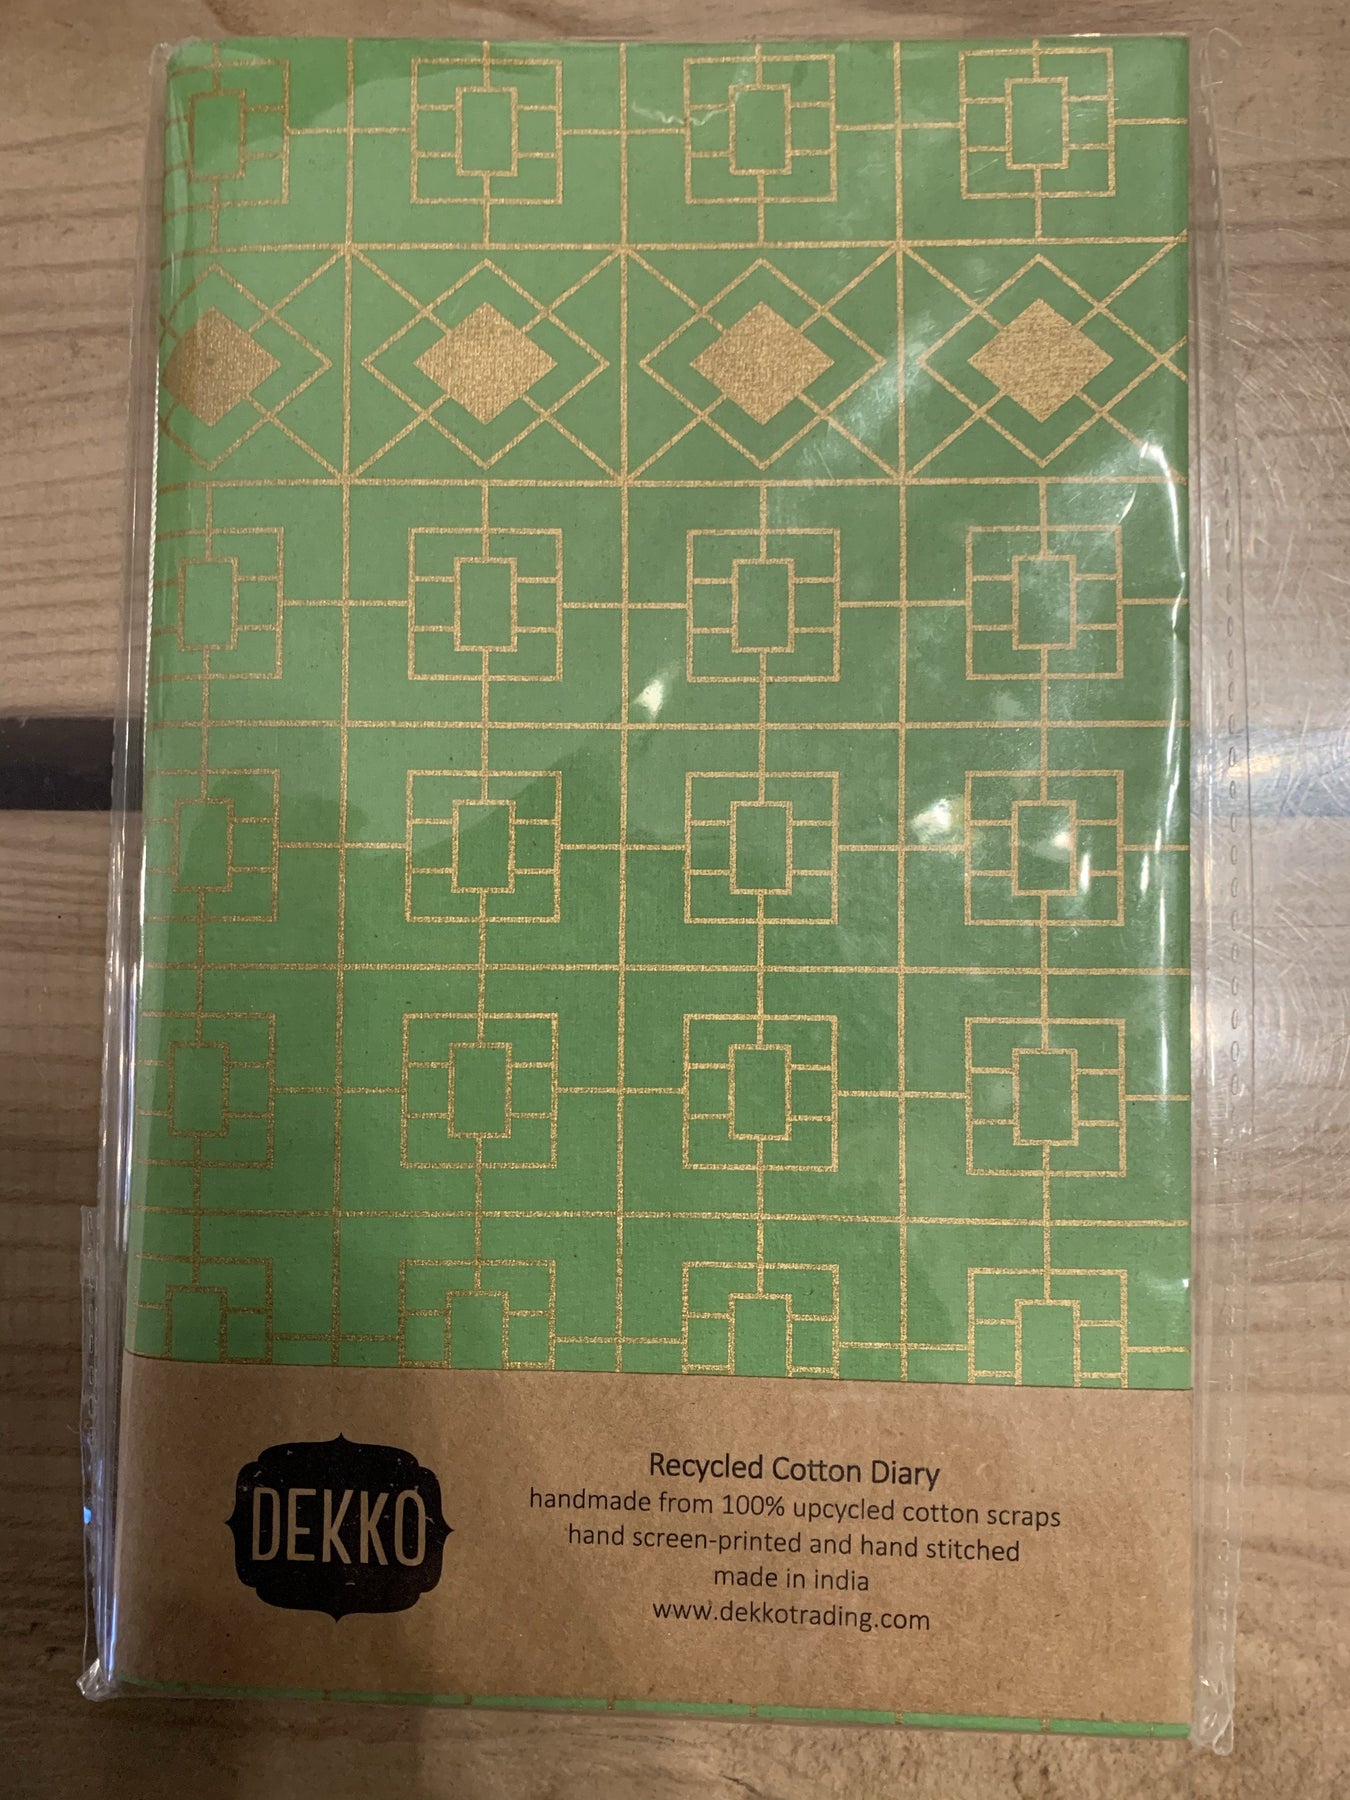 DEKKO
Recycled Cotton Diary
handmade from 100% upcycled cotton scraps
hand screen-printed and hand stitched
made in india
www.dekkotrading.com